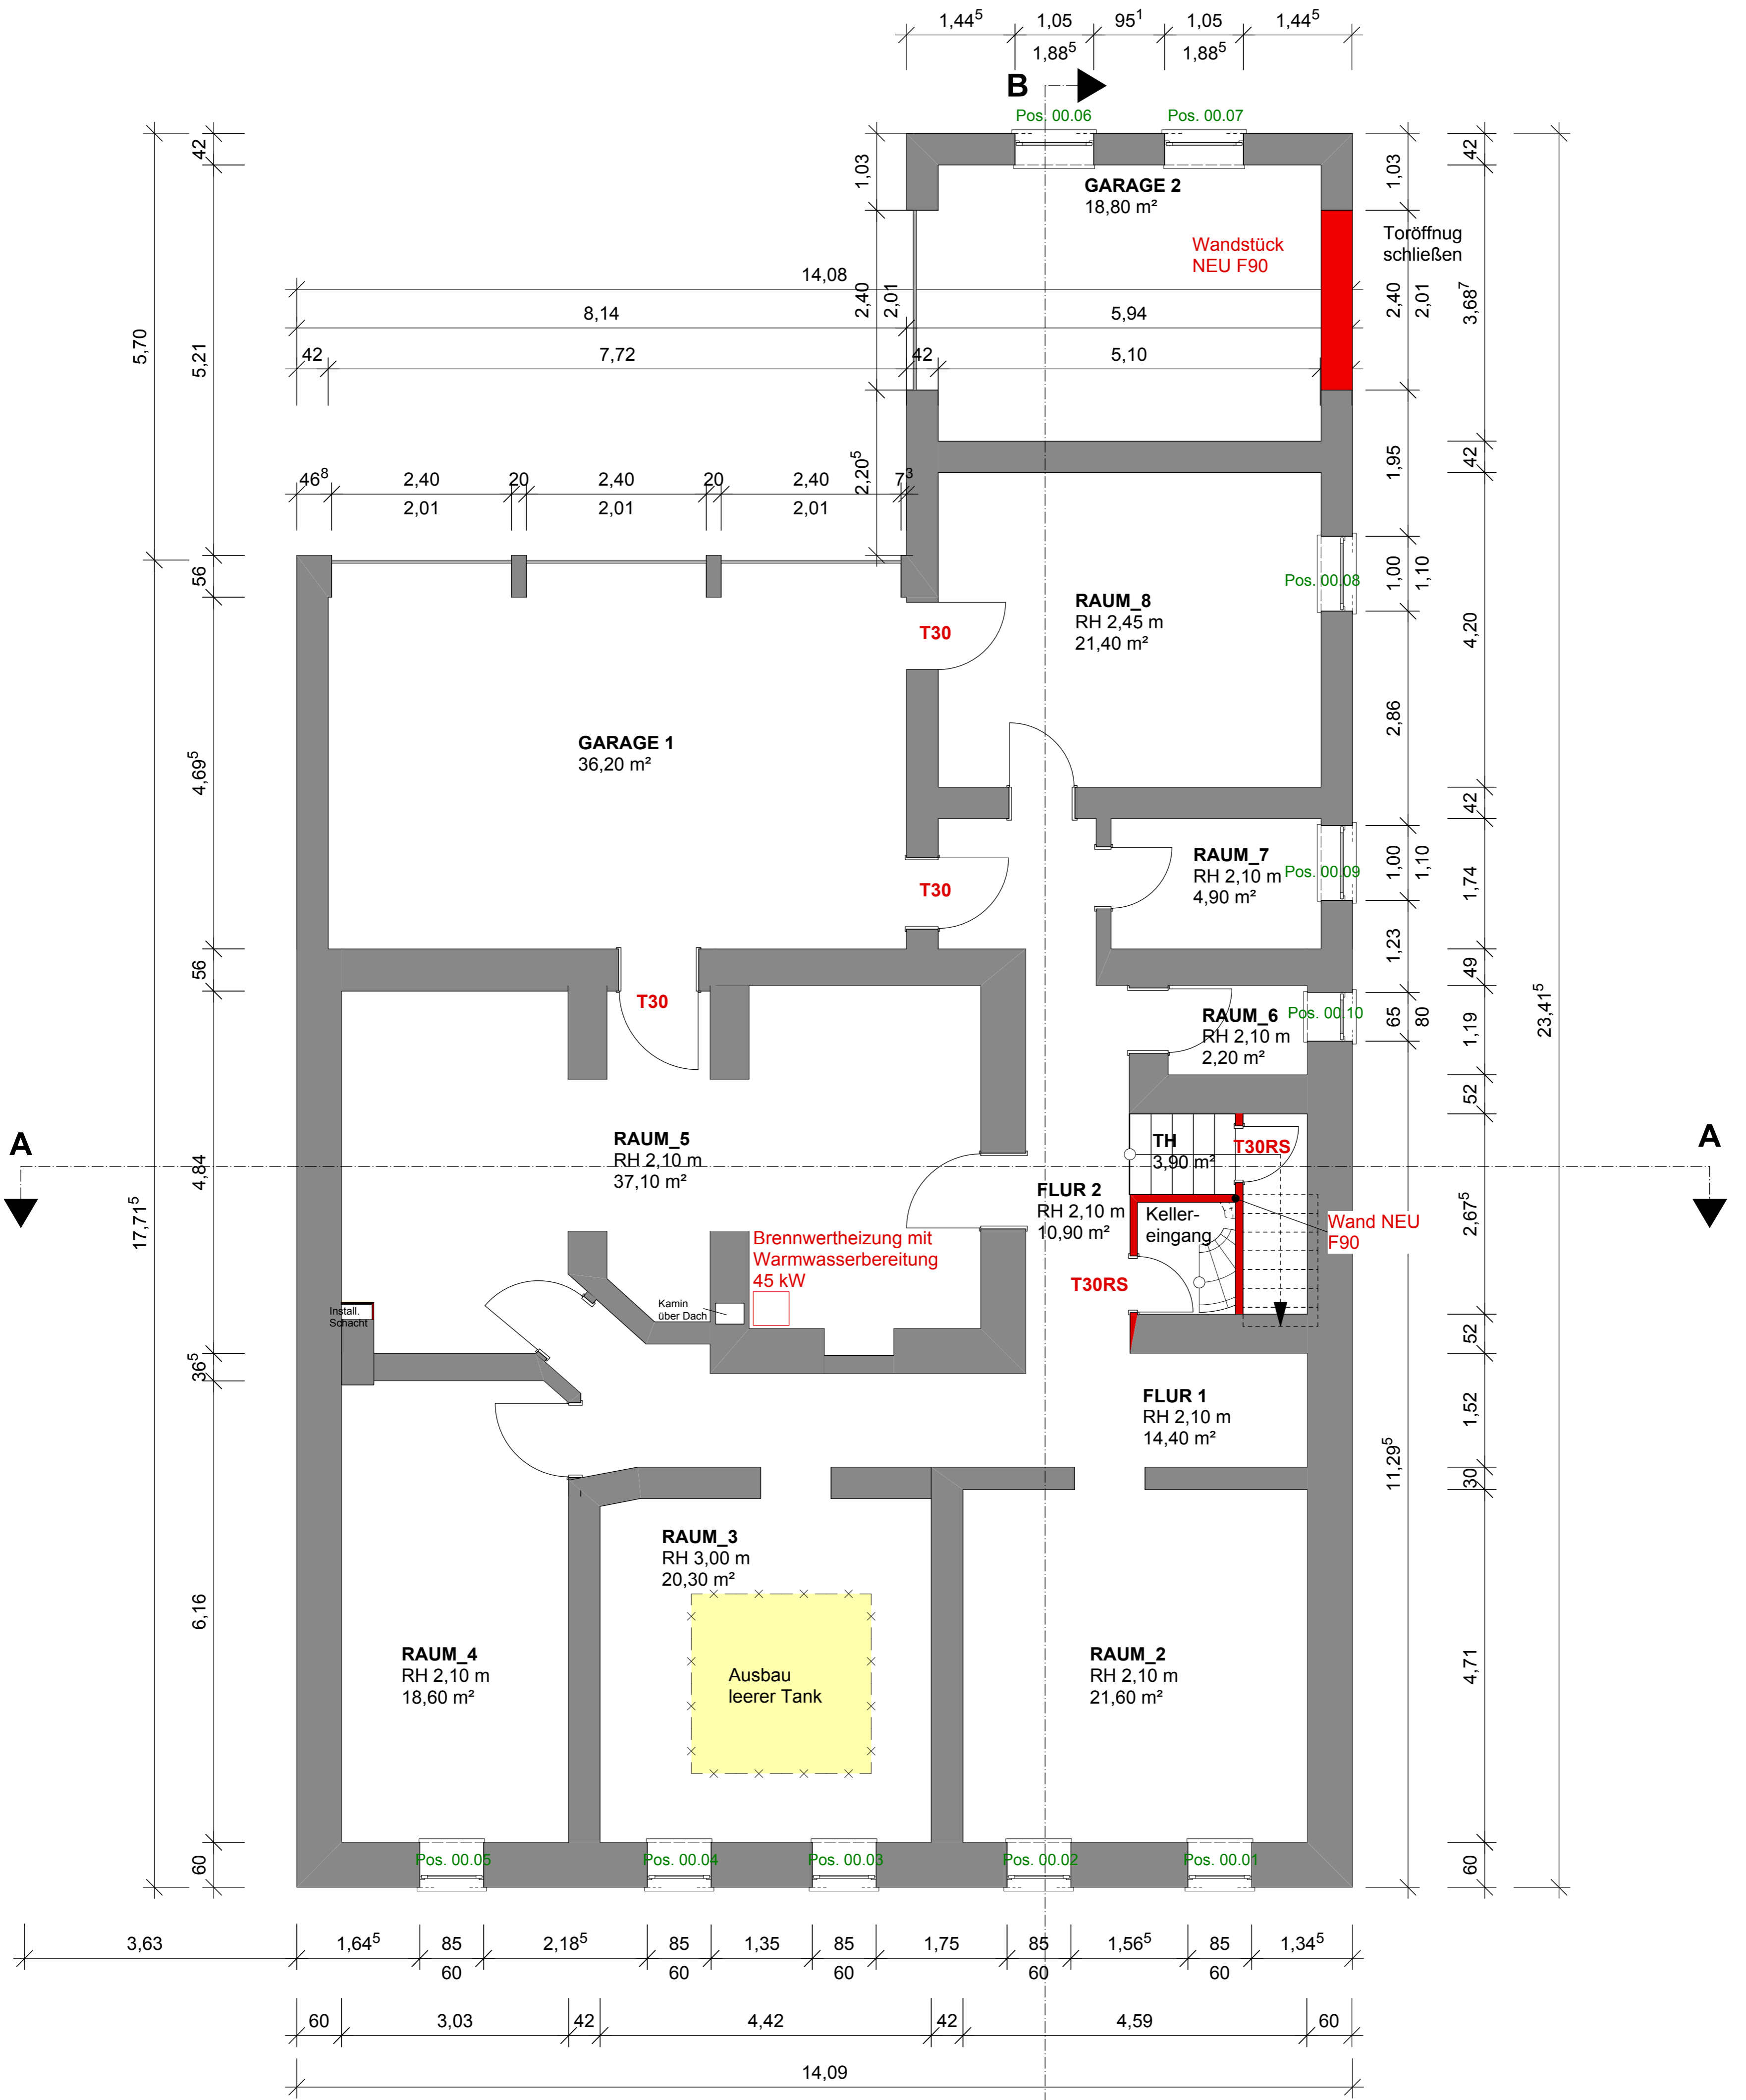 1,44⁵ 1,05 95¹ 1,05 1,44⁵
1,88⁵ 1,88⁵
B
Pos. 00.06 Pos. 00.07
42 1,03 1,03 42
GARAGE 2
18,80 m²
Wandstück
NEU F90
Toröffnug
schließen
14,08
5,70 5,21 2,40 2,01 2,40 2,01 3,68⁷
8,14 5,94
42 7,72 42 5,10
46⁸ 2,40 20 2,40 20 2,40 7³
2,01 2,01 2,01
2,20⁵ 1,95 42
56 1,00 1,10
Pos. 00.08
RAUM_8
RH 2,45 m
21,40 m²
T30
4,20
GARAGE 1
36,20 m²
4,69⁵ 2,86
42
RAUM_7
RH 2,10 m
4,90 m²
Pos. 00.09
1,00 1,10 1,74
T30
56 1,23 49
T30
RAUM_6
RH 2,10 m
2,20 m²
Pos. 00.10
65 80 1,19
23,41⁵
52
A A
RAUM_5
RH 2,10 m
37,10 m²
TH
3,90 m²
T30RS
4,84 17,71⁵ 2,67⁵
FLUR 2
RH 2,10 m
10,90 m²
Keller-
eingang
Wand NEU
F90
Brennwertheizung mit
Warmwasserbereitung
45 kW
T30RS
Install.
Schacht
Kamin
über Dach
36⁵ 52
FLUR 1
RH 2,10 m
14,40 m²
1,52
11,29⁵ 30
RAUM_3
RH 3,00 m
20,30 m²
6,16
RAUM_4
RH 2,10 m
18,60 m²
Ausbau
leerer Tank
RAUM_2
RH 2,10 m
21,60 m²
4,71
60 60
Pos. 00.05 Pos. 00.04 Pos. 00.03 Pos. 00.02 Pos. 00.01
3,63 1,64⁵ 85 2,18⁵ 85 1,35 85 1,75 85 1,56⁵ 85 1,34⁵
60 60 60 60 60
60 3,03 42 4,42 42 4,59 60
14,09